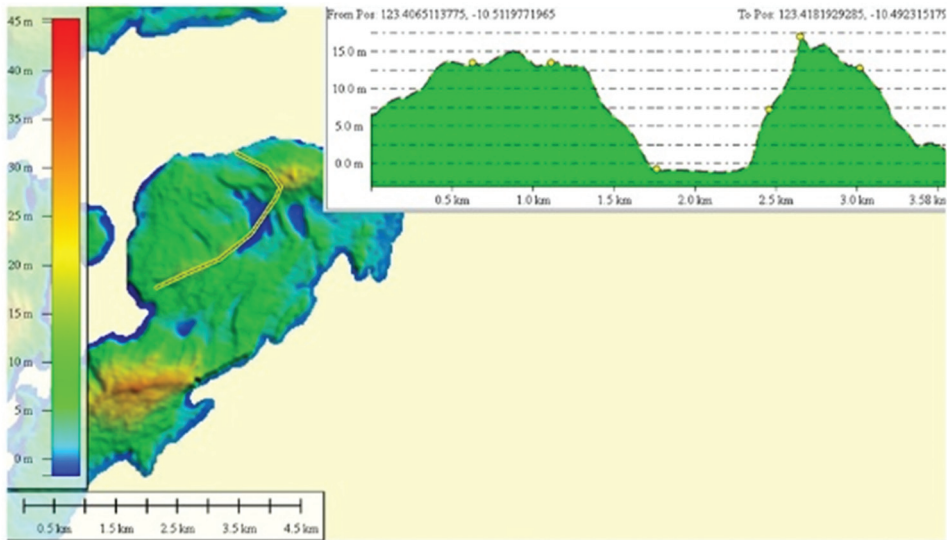 From Pos: 123.4065113775, -10.5119771965
To Pos: 123.4181929285, -10.492315179
45 m
40 m
35 m
30 m
25 m
20 m
15 m
10 m
5 m
0 m
15.0 m
10.0 m
5.0 m
0.0 m
0.5 km
1.0 km
1.5 km
2.0 km
2.5 km
3.0 km
3.58 km
0.5 km
1.5 km
2.5 km
3.5 km
4.5 km